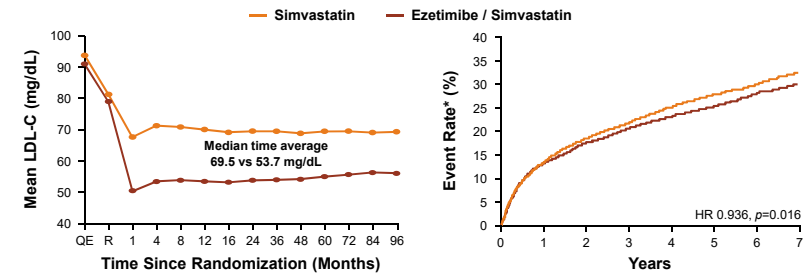 Simvastatin
Ezetimibe / Simvastatin
Mean LDL-C (mg/dL)
100
90
80
70
60
50
40
Median time average
69.5 vs 53.7 mg/dL
QE R 1 4 8 12 16 24 36 48 60 72 84 96
Time Since Randomization (Months)
Event Rate* (%)
40
35
30
25
20
15
10
5
0
HR 0.936, p=0.016
0 1 2 3 4 5 6 7
Years